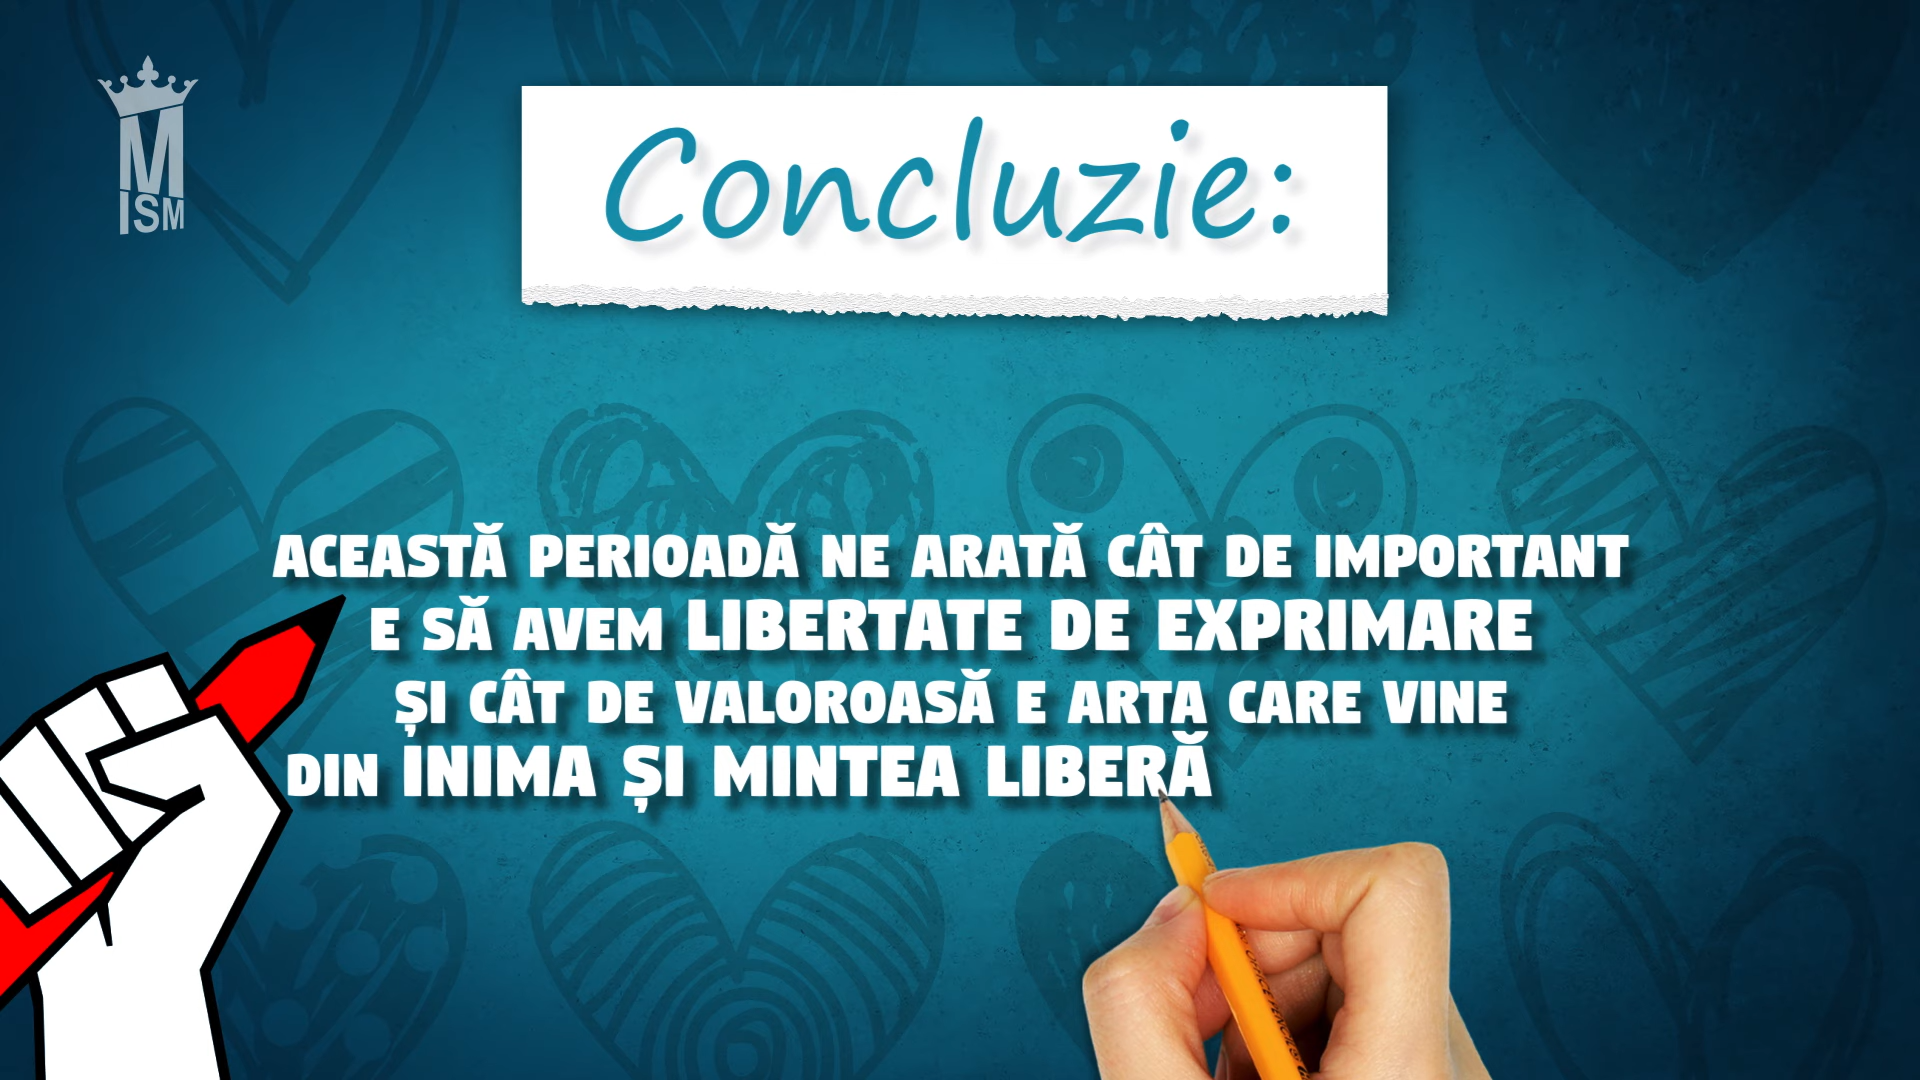 M
ISM
Concluzie:
ACEASTĂ PERIOADĂ NE ARATĂ CÂT DE IMPORTANT
E SĂ AVEM LIBERTATE DE EXPRIMARE
ȘI CÂT DE VALOROASĂ E ARTA CARE VINE
DIN INIMA ȘI MINTEA LIBERĂ